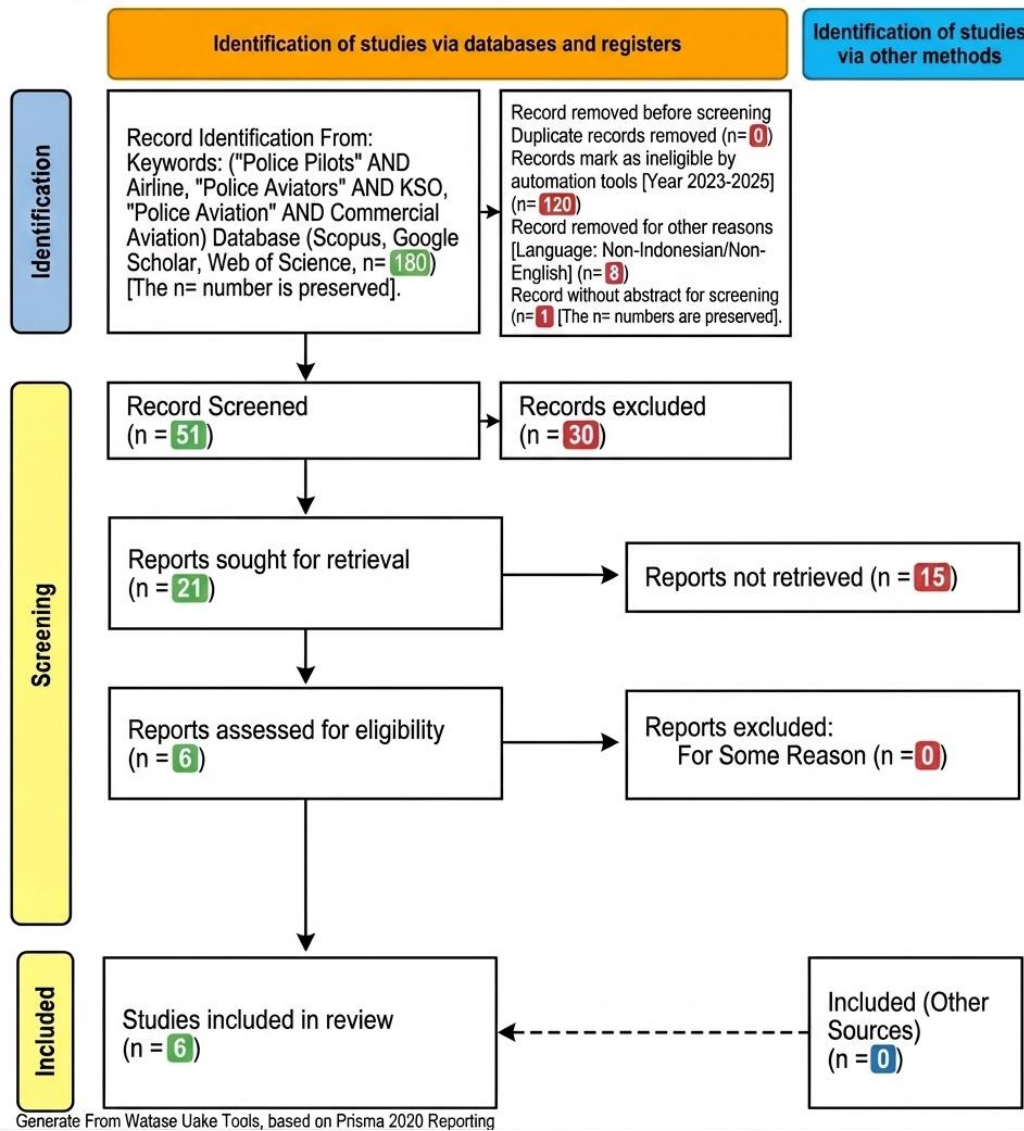 Identification of studies via databases and registers
Identification of studies
via other methods
Identification
Record Identification From:
Keywords: ("Police Pilots" AND
Airline, "Police Aviators" AND KSO,
"Police Aviation" AND Commercial
Aviation) Database (Scopus, Google
Scholar, Web of Science, n= 180)
[The n= number is preserved].
Record removed before screening
Duplicate records removed (n= 0)
Records mark as ineligible by
automation tools [Year 2023-2025]
(n= 120)
Record removed for other reasons
[Language: Non-Indonesian/Non-
English] (n= 8)
Record without abstract for screening
(n= 1 [The n= numbers are preserved].
Screening
Record Screened
(n = 51)
Records excluded
(n = 30)
Reports sought for retrieval
(n = 21)
Reports not retrieved (n = 15)
Reports assessed for eligibility
(n = 6)
Reports excluded:
For Some Reason (n = 0)
Included
Studies included in review
(n = 6)
Included (Other
Sources)
(n = 0)
Generate From Watase Uake Tools, based on Prisma 2020 Reporting